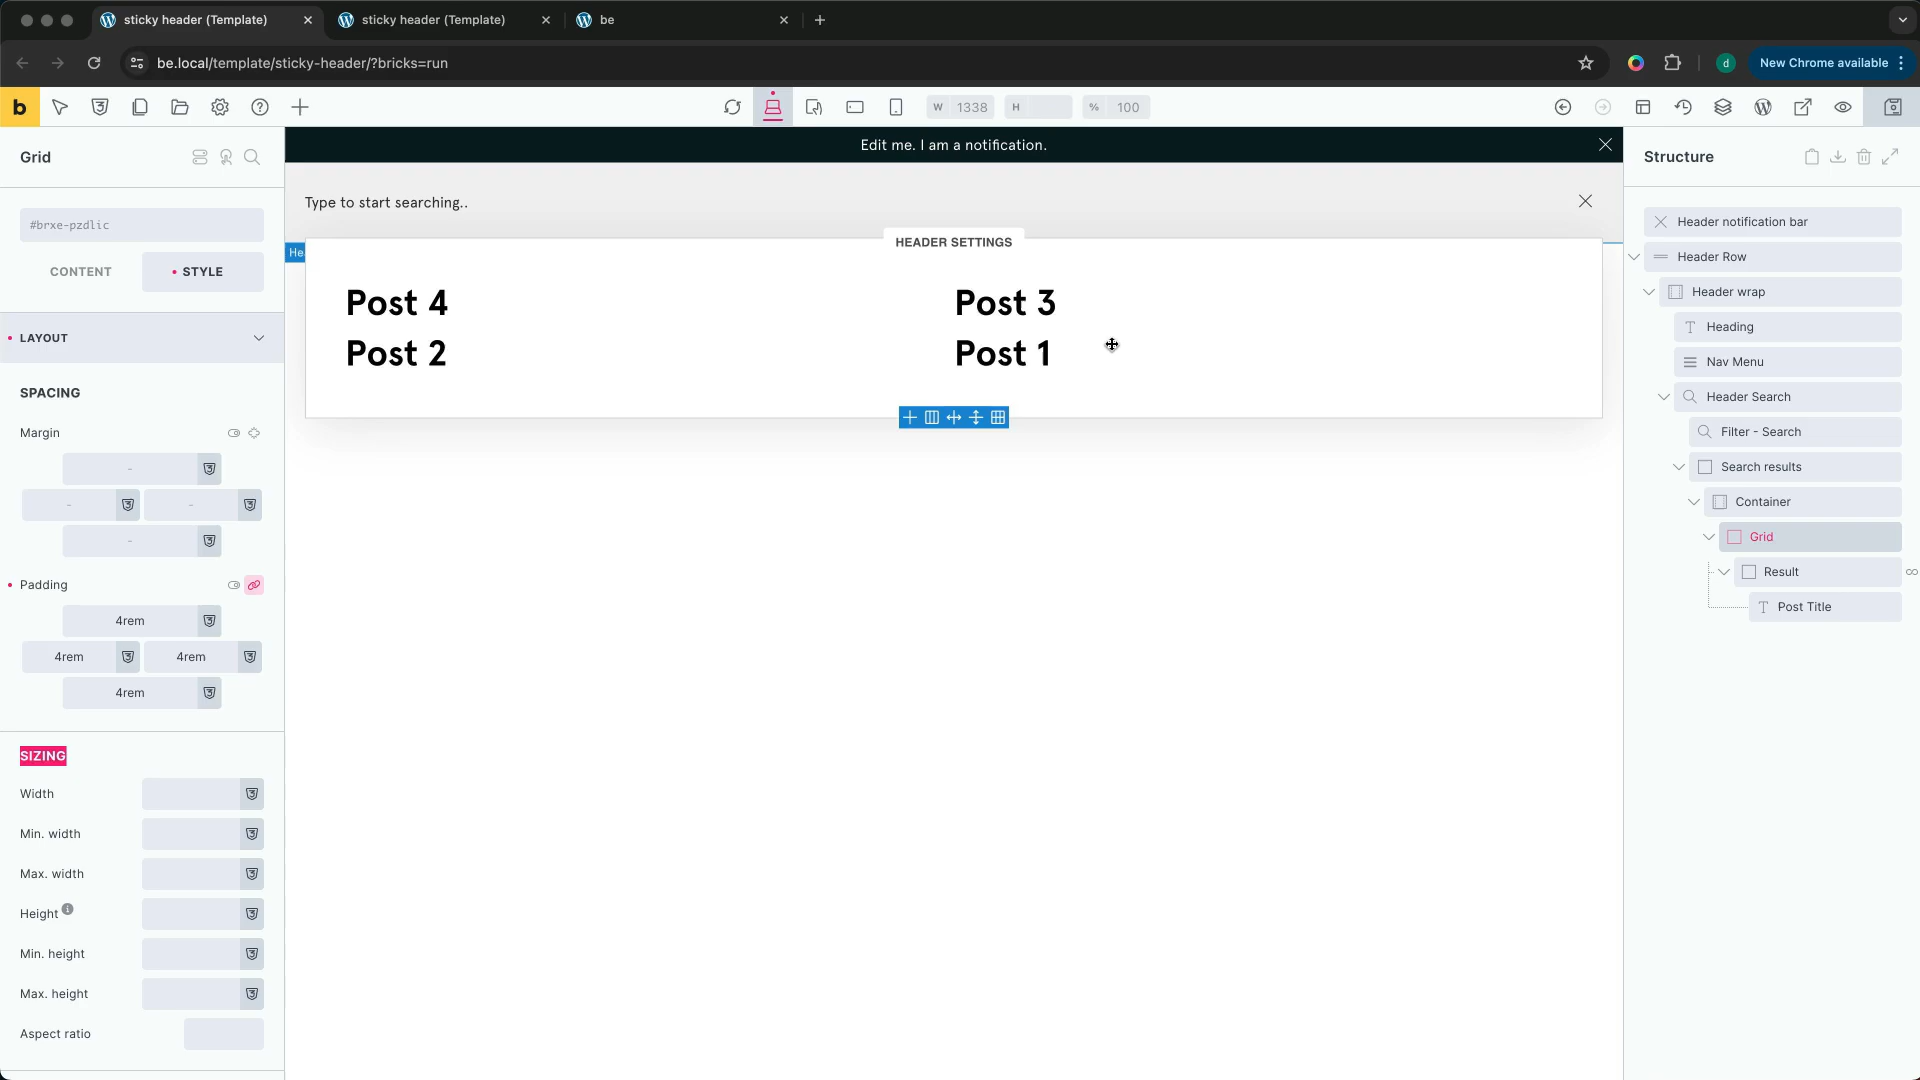 sticky header (Template)
sticky header (Template)
be
be.local/template/sticky-header/?bricks=run
d
New Chrome available
b
W 1338
H
% 100
Grid
#brxe-pzdlic
CONTENT
STYLE
LAYOUT
SPACING
Margin
-
-
-
-
Padding
4rem
4rem
4rem
4rem
SIZING
Width
Min. width
Max. width
Height
Min. height
Max. height
Aspect ratio
Edit me. I am a notification.
Type to start searching..
He
HEADER SETTINGS
Post 4
Post 3
Post 2
Post 1
Structure
Header notification bar
Header Row
Header wrap
Heading
Nav Menu
Header Search
Filter - Search
Search results
Container
Grid
Result
Post Title